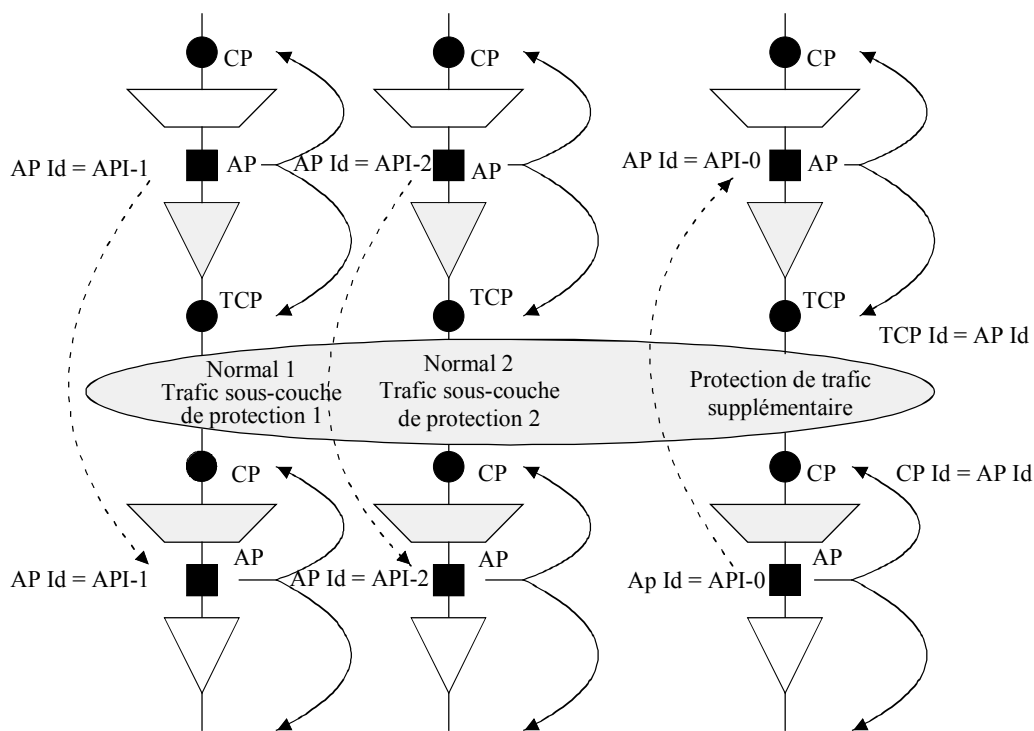 CP
CP
CP
AP Id = API-1
AP
AP Id = API-2
AP
AP Id = API-0
AP
TCP
TCP
TCP
TCP Id = AP Id
Normal 1
Trafic sous-couche
de protection 1
Normal 2
Trafic sous-couche
de protection 2
Protection de trafic
supplémentaire
CP
CP
CP
CP Id = AP Id
AP
AP
AP
AP Id = API-1
AP Id = API-2
Ap Id = API-0